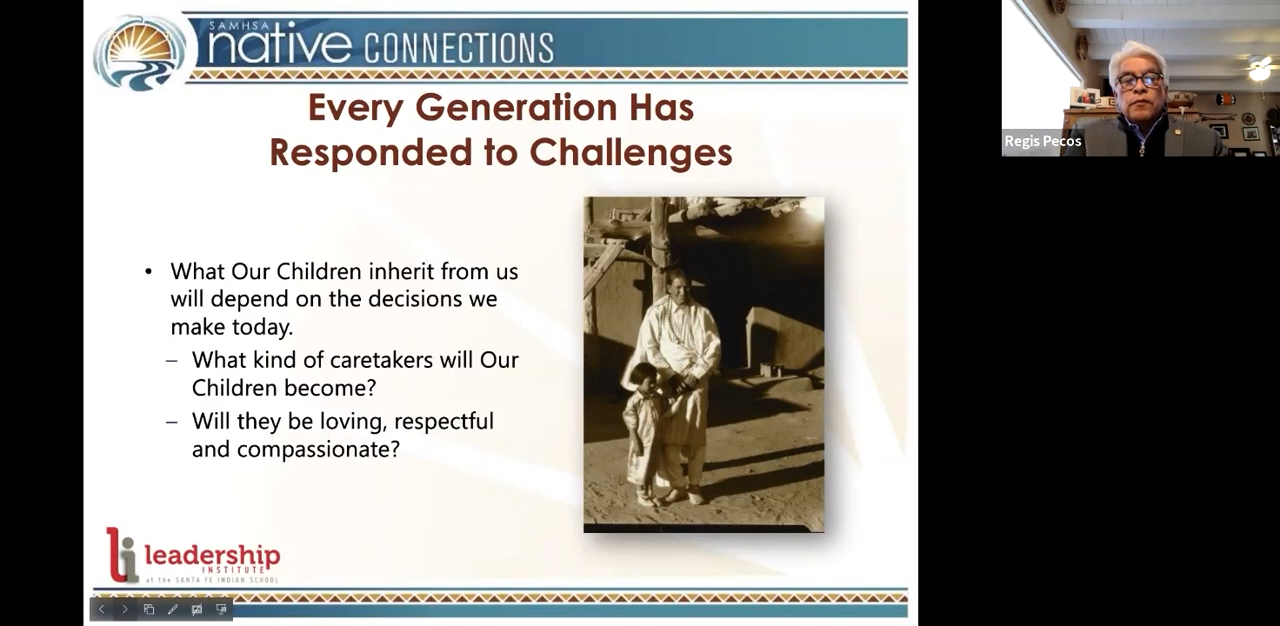 SAMHSA
native CONNECTIONS
Every Generation Has
Responded to Challenges
• What Our Children inherit from us
will depend on the decisions we
make today.
– What kind of caretakers will Our
Children become?
– Will they be loving, respectful
and compassionate?
li leadership
INSTITUTE
at the SANTA FE INDIAN SCHOOL
Regis Pecos